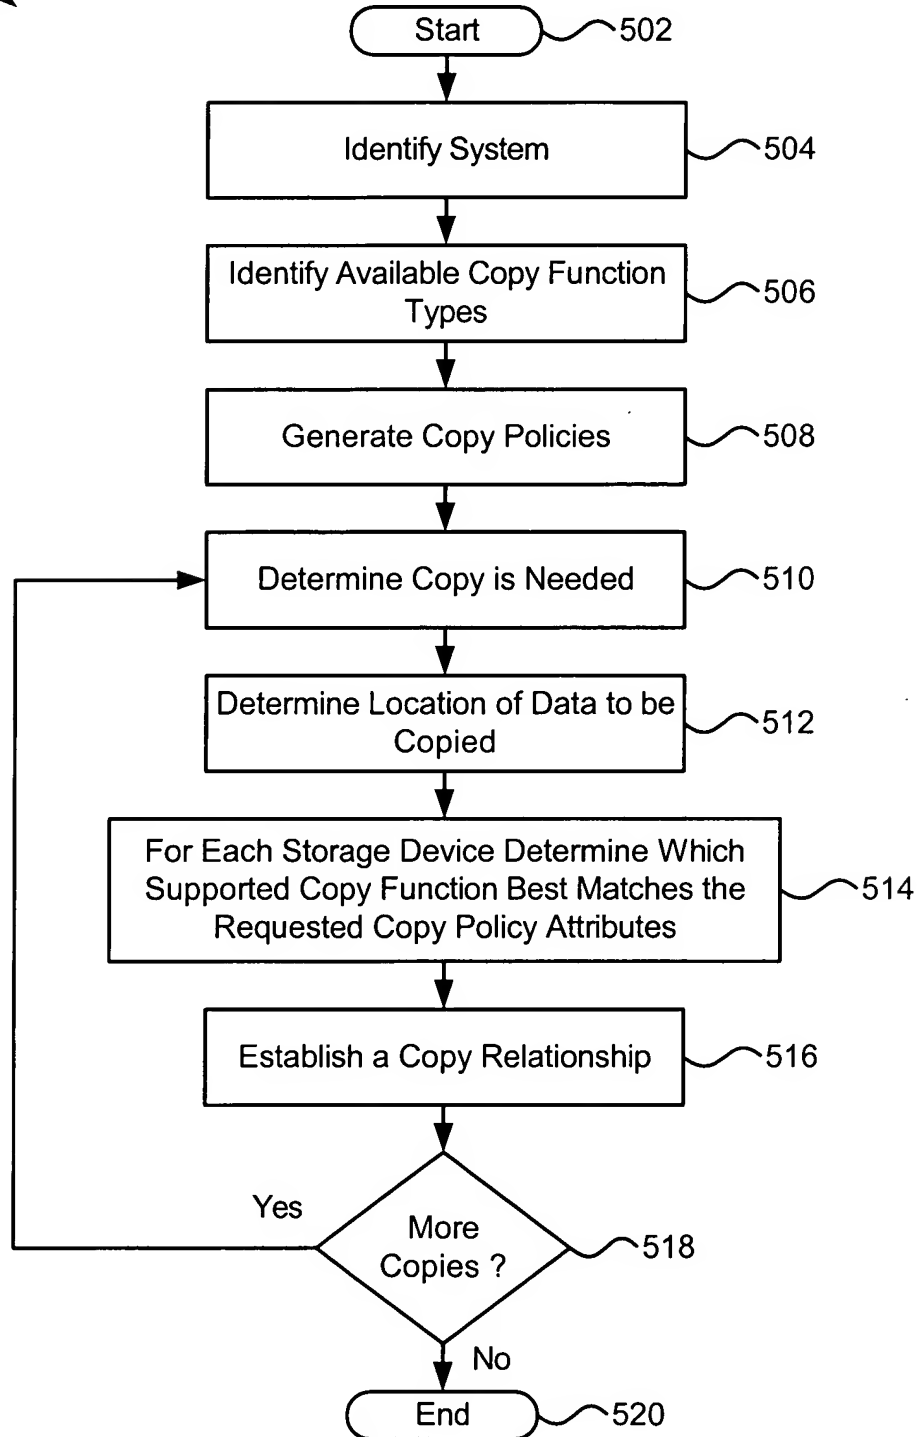 Start
502
Identify System
504
Identify Available Copy Function
Types
506
Generate Copy Policies
508
Determine Copy is Needed
510
Determine Location of Data to be
Copied
512
For Each Storage Device Determine Which
Supported Copy Function Best Matches the
Requested Copy Policy Attributes
514
Establish a Copy Relationship
516
Yes
More
Copies ?
518
No
End
520